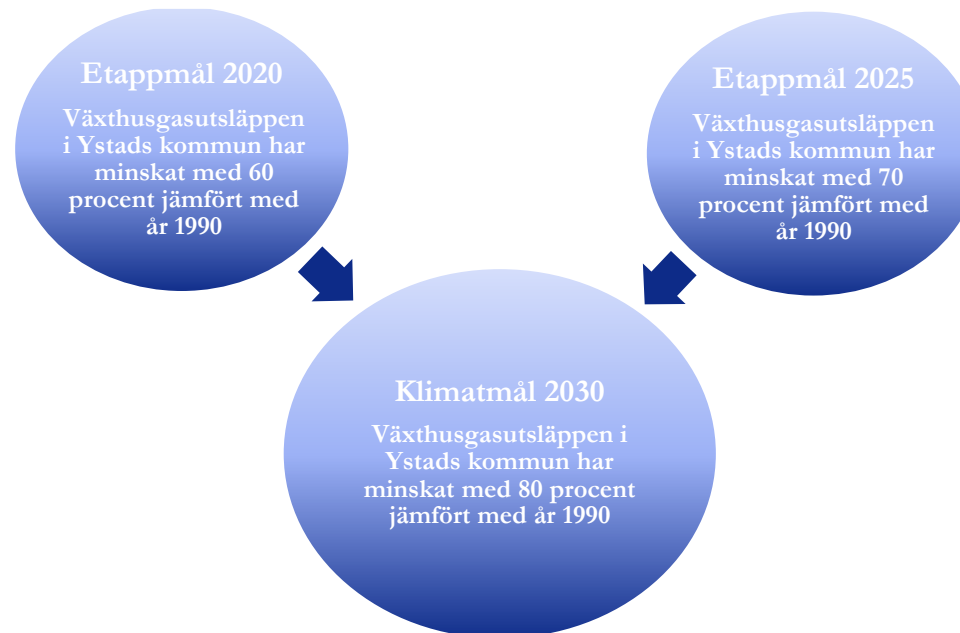 Etappmål 2020
Växthusgasutsläppen
i Ystads kommun har
minskat med 60
procent jämfört med
år 1990
Etappmål 2025
Växthusgasutsläppen
i Ystads kommun har
minskat med 70
procent jämfört med
år 1990
Klimatmål 2030
Växthusgasutsläppen i
Ystads kommun har
minskat med 80 procent
jämfört med år 1990